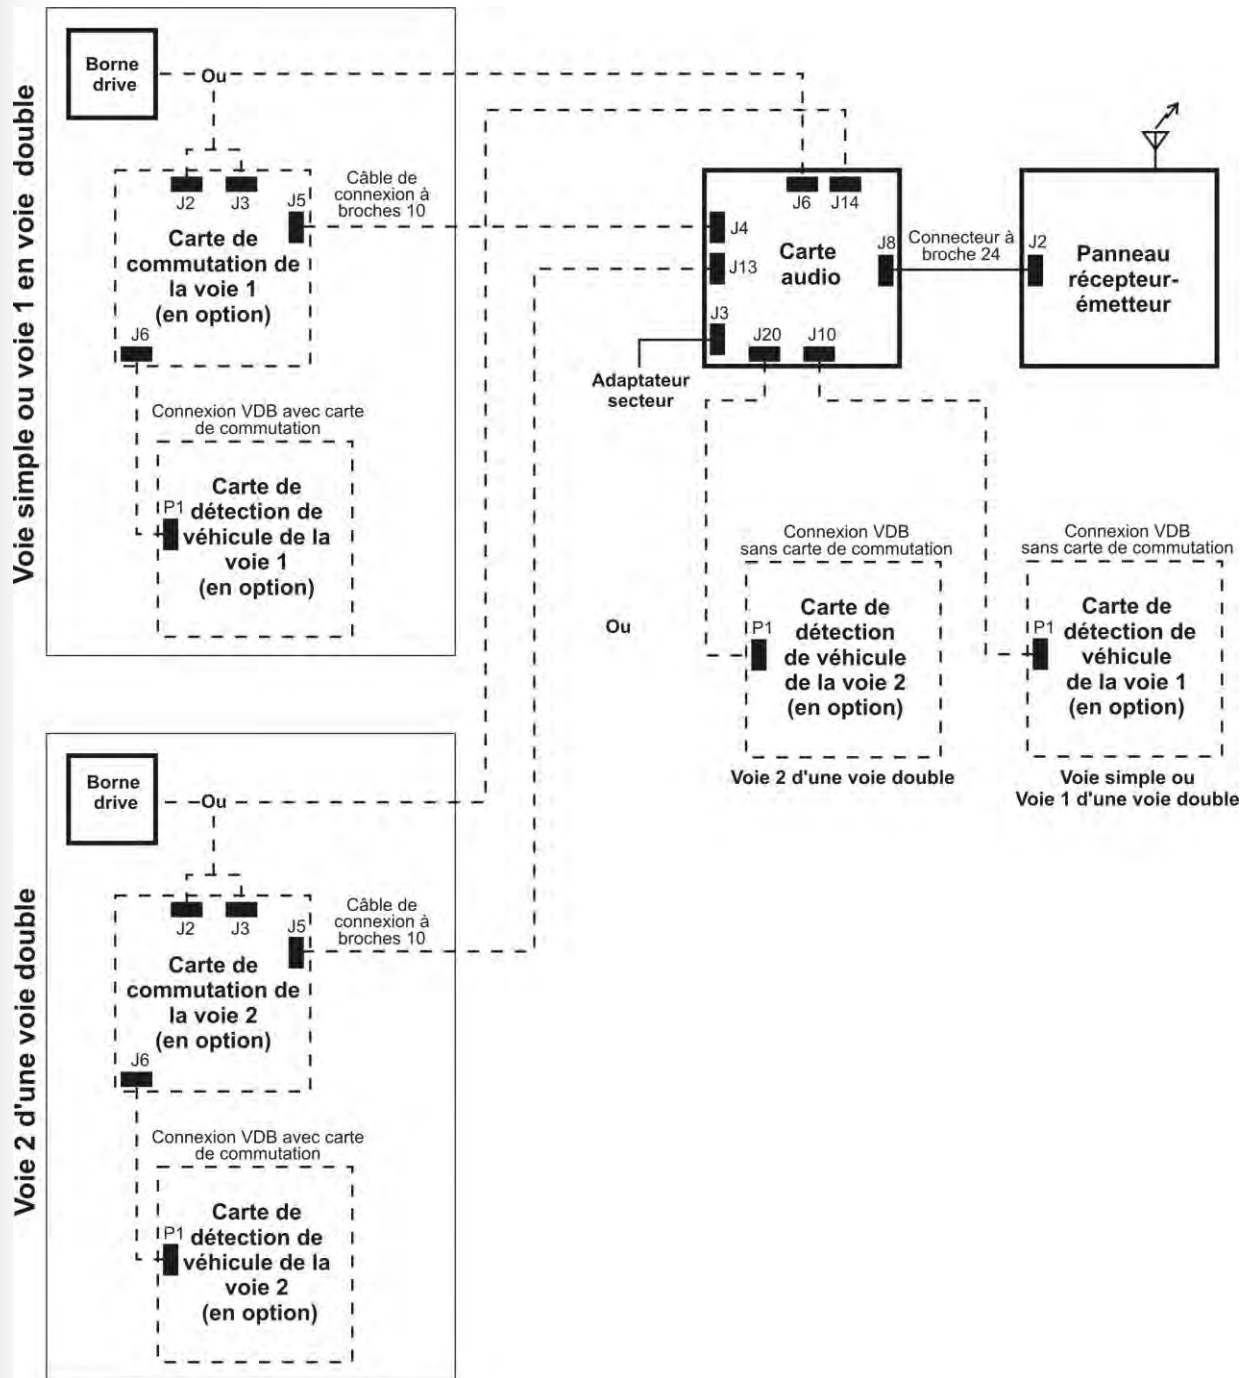 Voie simple ou voie 1 en voie double
Borne
drive
Ou
J2
J3
J5
Carte de
commutation de
la voie 1
(en option)
J6
Câble de
connexion à
broches 10
Connexion VDB avec carte
de commutation
P1
Carte de
détection de
véhicule de la
voie 1
(en option)
J6
J14
J4
J13
J3
Carte
audio
J8
J20
J10
Adaptateur
secteur
Connecteur à
broche 24
J2
Panneau
récepteur-
émetteur
Ou
Connexion VDB
sans carte de commutation
P1
Carte de
détection
de véhicule
de la voie 2
(en option)
Voie 2 d'une voie double
Connexion VDB
sans carte de commutation
P1
Carte de
détection de
véhicule
de la voie 1
(en option)
Voie simple ou
Voie 1 d'une voie double
Voie 2 d'une voie double
Borne
drive
Ou
J2
J3
J5
Carte de
commutation de
la voie 2
(en option)
J6
Câble de
connexion à
broches 10
Connexion VDB avec carte
de commutation
P1
Carte de
détection de
véhicule de la
voie 2
(en option)